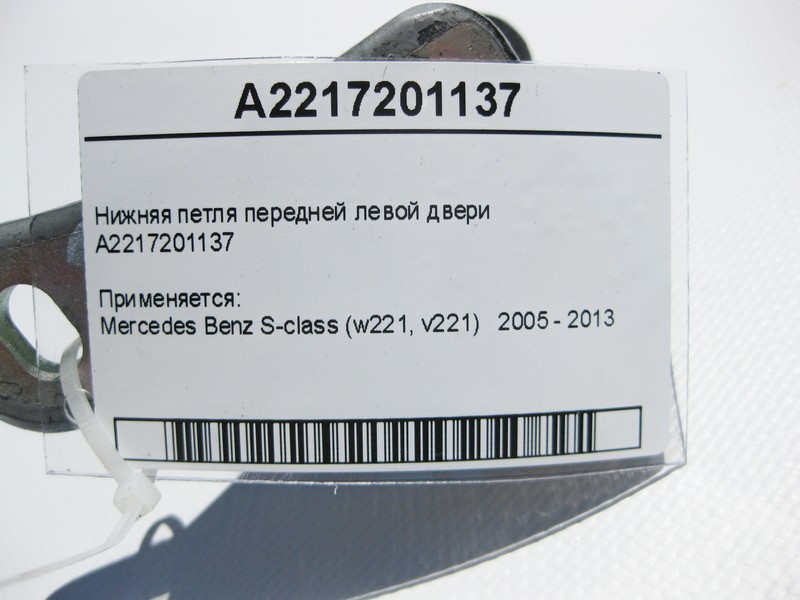 A2217201137
Нижняя петля передней левой двери
A2217201137
Применяется:
Mercedes Benz S-class (w221, v221) 2005 - 2013